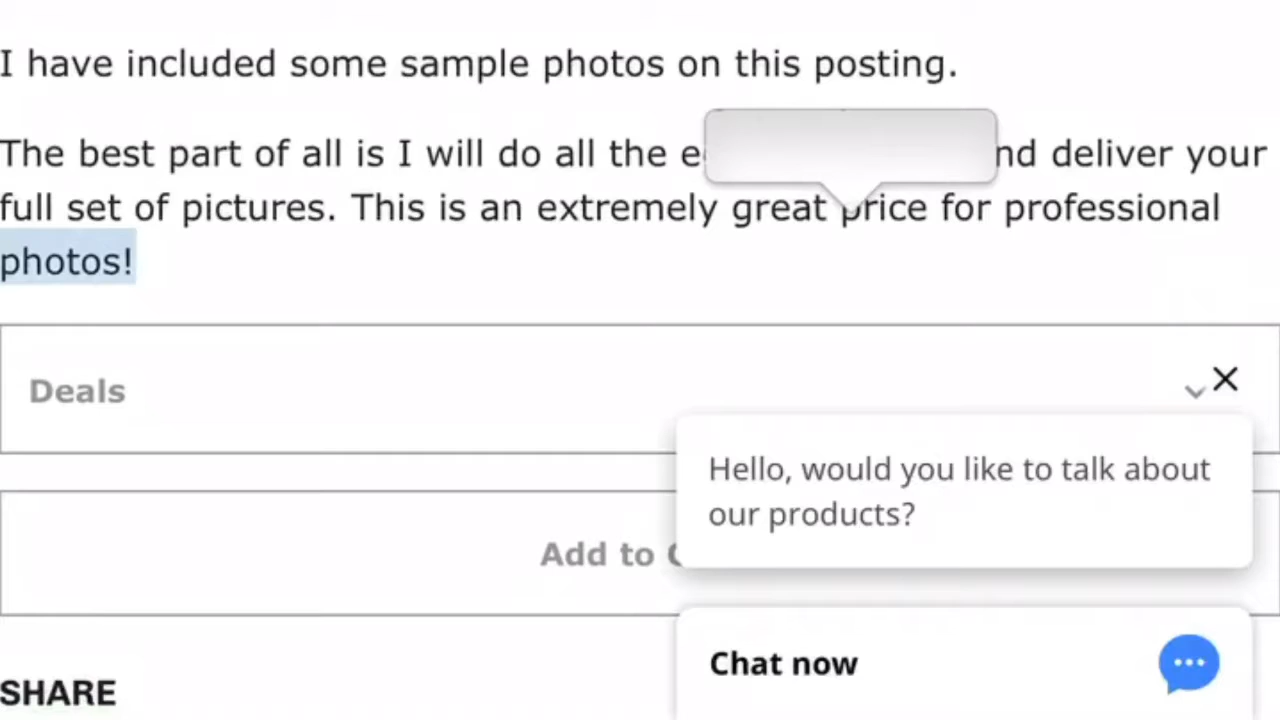 I have included some sample photos on this posting.
The best part of all is I will do all the deliver your
full set of pictures. This is an extremely great price for professional
photos!
Deals
Add to
Hello, would you like to talk about
our products?
Chat now
SHARE